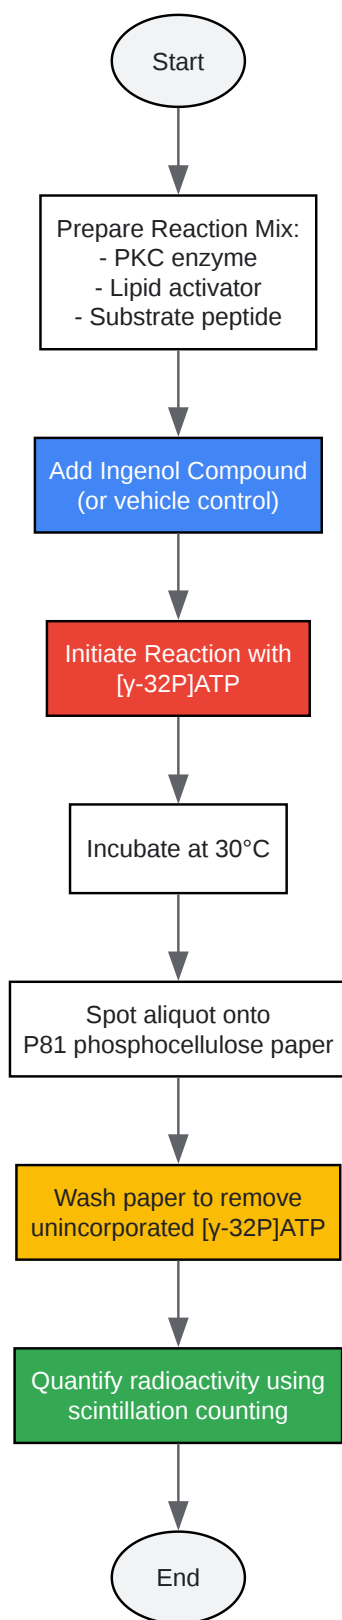 Start
Prepare Reaction Mix:
- PKC enzyme
- Lipid activator
- Substrate peptide
Add Ingenol Compound
(or vehicle control)
Initiate Reaction with
[γ-32P]ATP
Incubate at 30°C
Spot aliquot onto
P81 phosphocellulose paper
Wash paper to remove
unincorporated [γ-32P]ATP
Quantify radioactivity using
scintillation counting
End